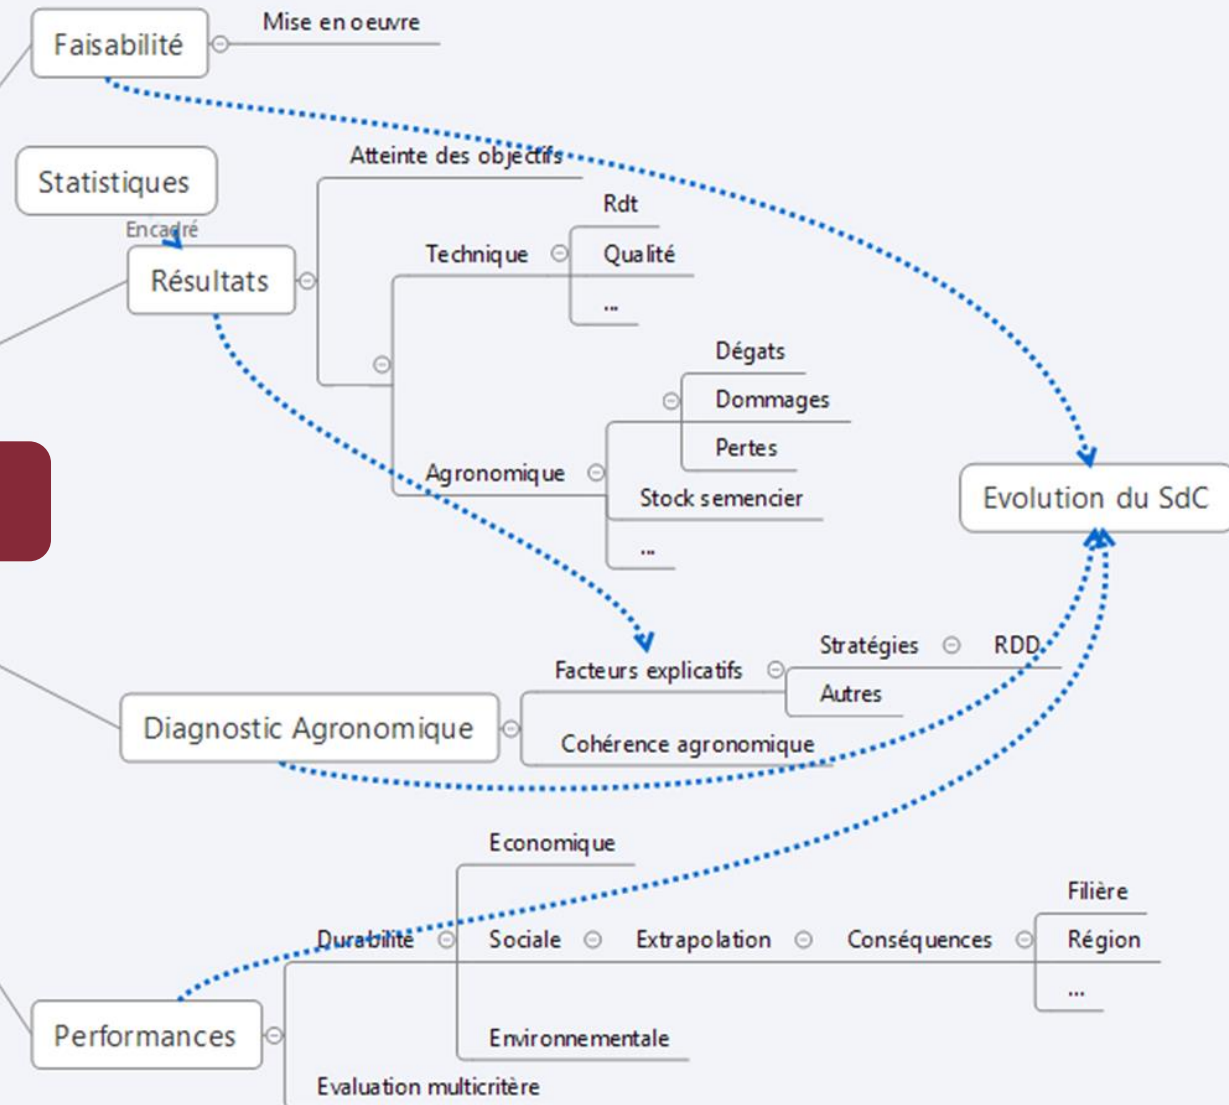 Mise en oeuvre
Faisabilité
Atteinte des objectifs
Statistiques
Encadré
Résultats
Rdt
Technique
Qualité
...
Dégats
Dommages
Pertes
Agronomique
Stock semencier
...
Evolution du SdC
Stratégies
RDD
Facteurs explicatifs
Autres
Diagnostic Agronomique
Cohérence agronomique
Economique
Filière
Durabilité
Sociale
Extrapolation
Conséquences
Région
...
Performances
Environnementale
Evaluation multicritère